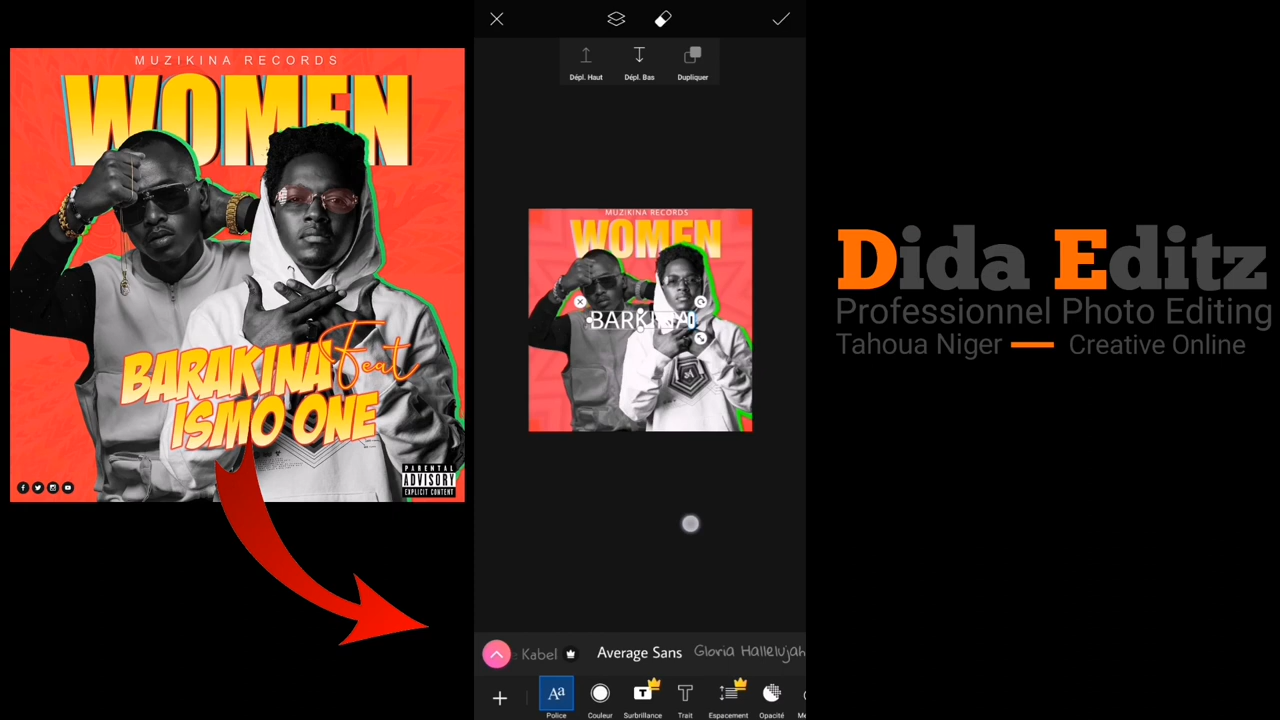 MUZIKINA RECORDS
WOMEN
BARAKINA Feat
ISMO ONE
PARENTAL
ADVISORY
EXPLICIT CONTENT
Dépl. Haut
Dépl. Bas
Dupliquer
MUZIKINA RECORDS
WOMEN
BARKINA
Kabel
Average Sans
Gloria Hallelujah
Aa
Police
Couleur
T
Surbrillance
T
Trait
Espacement
Opacité
Dida Editz
Professionnel Photo Editing
Tahoua Niger — Creative Online